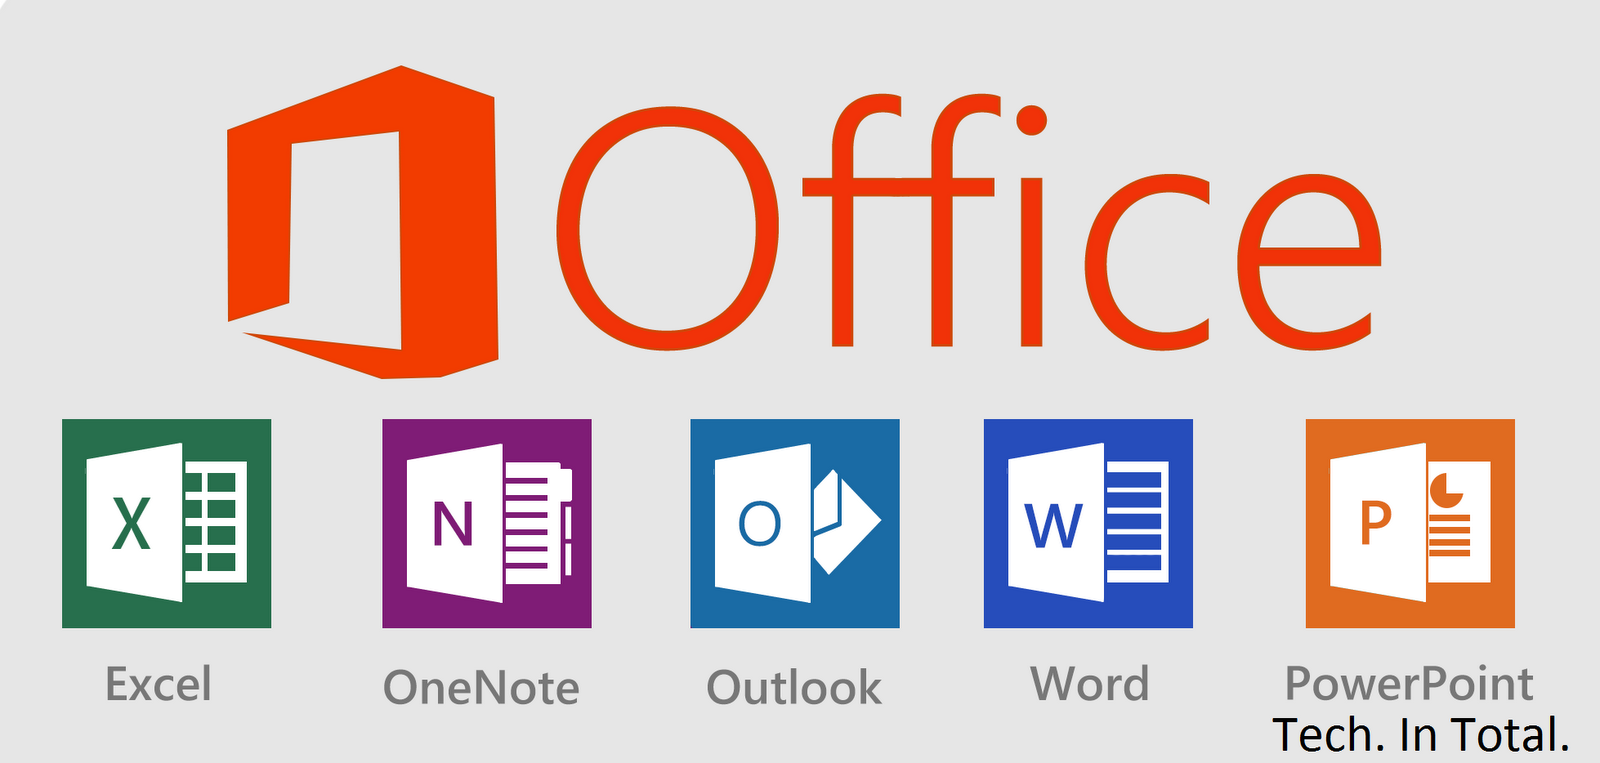 Office
X N O W P
Excel OneNote Outlook Word PowerPoint
Tech. In Total.